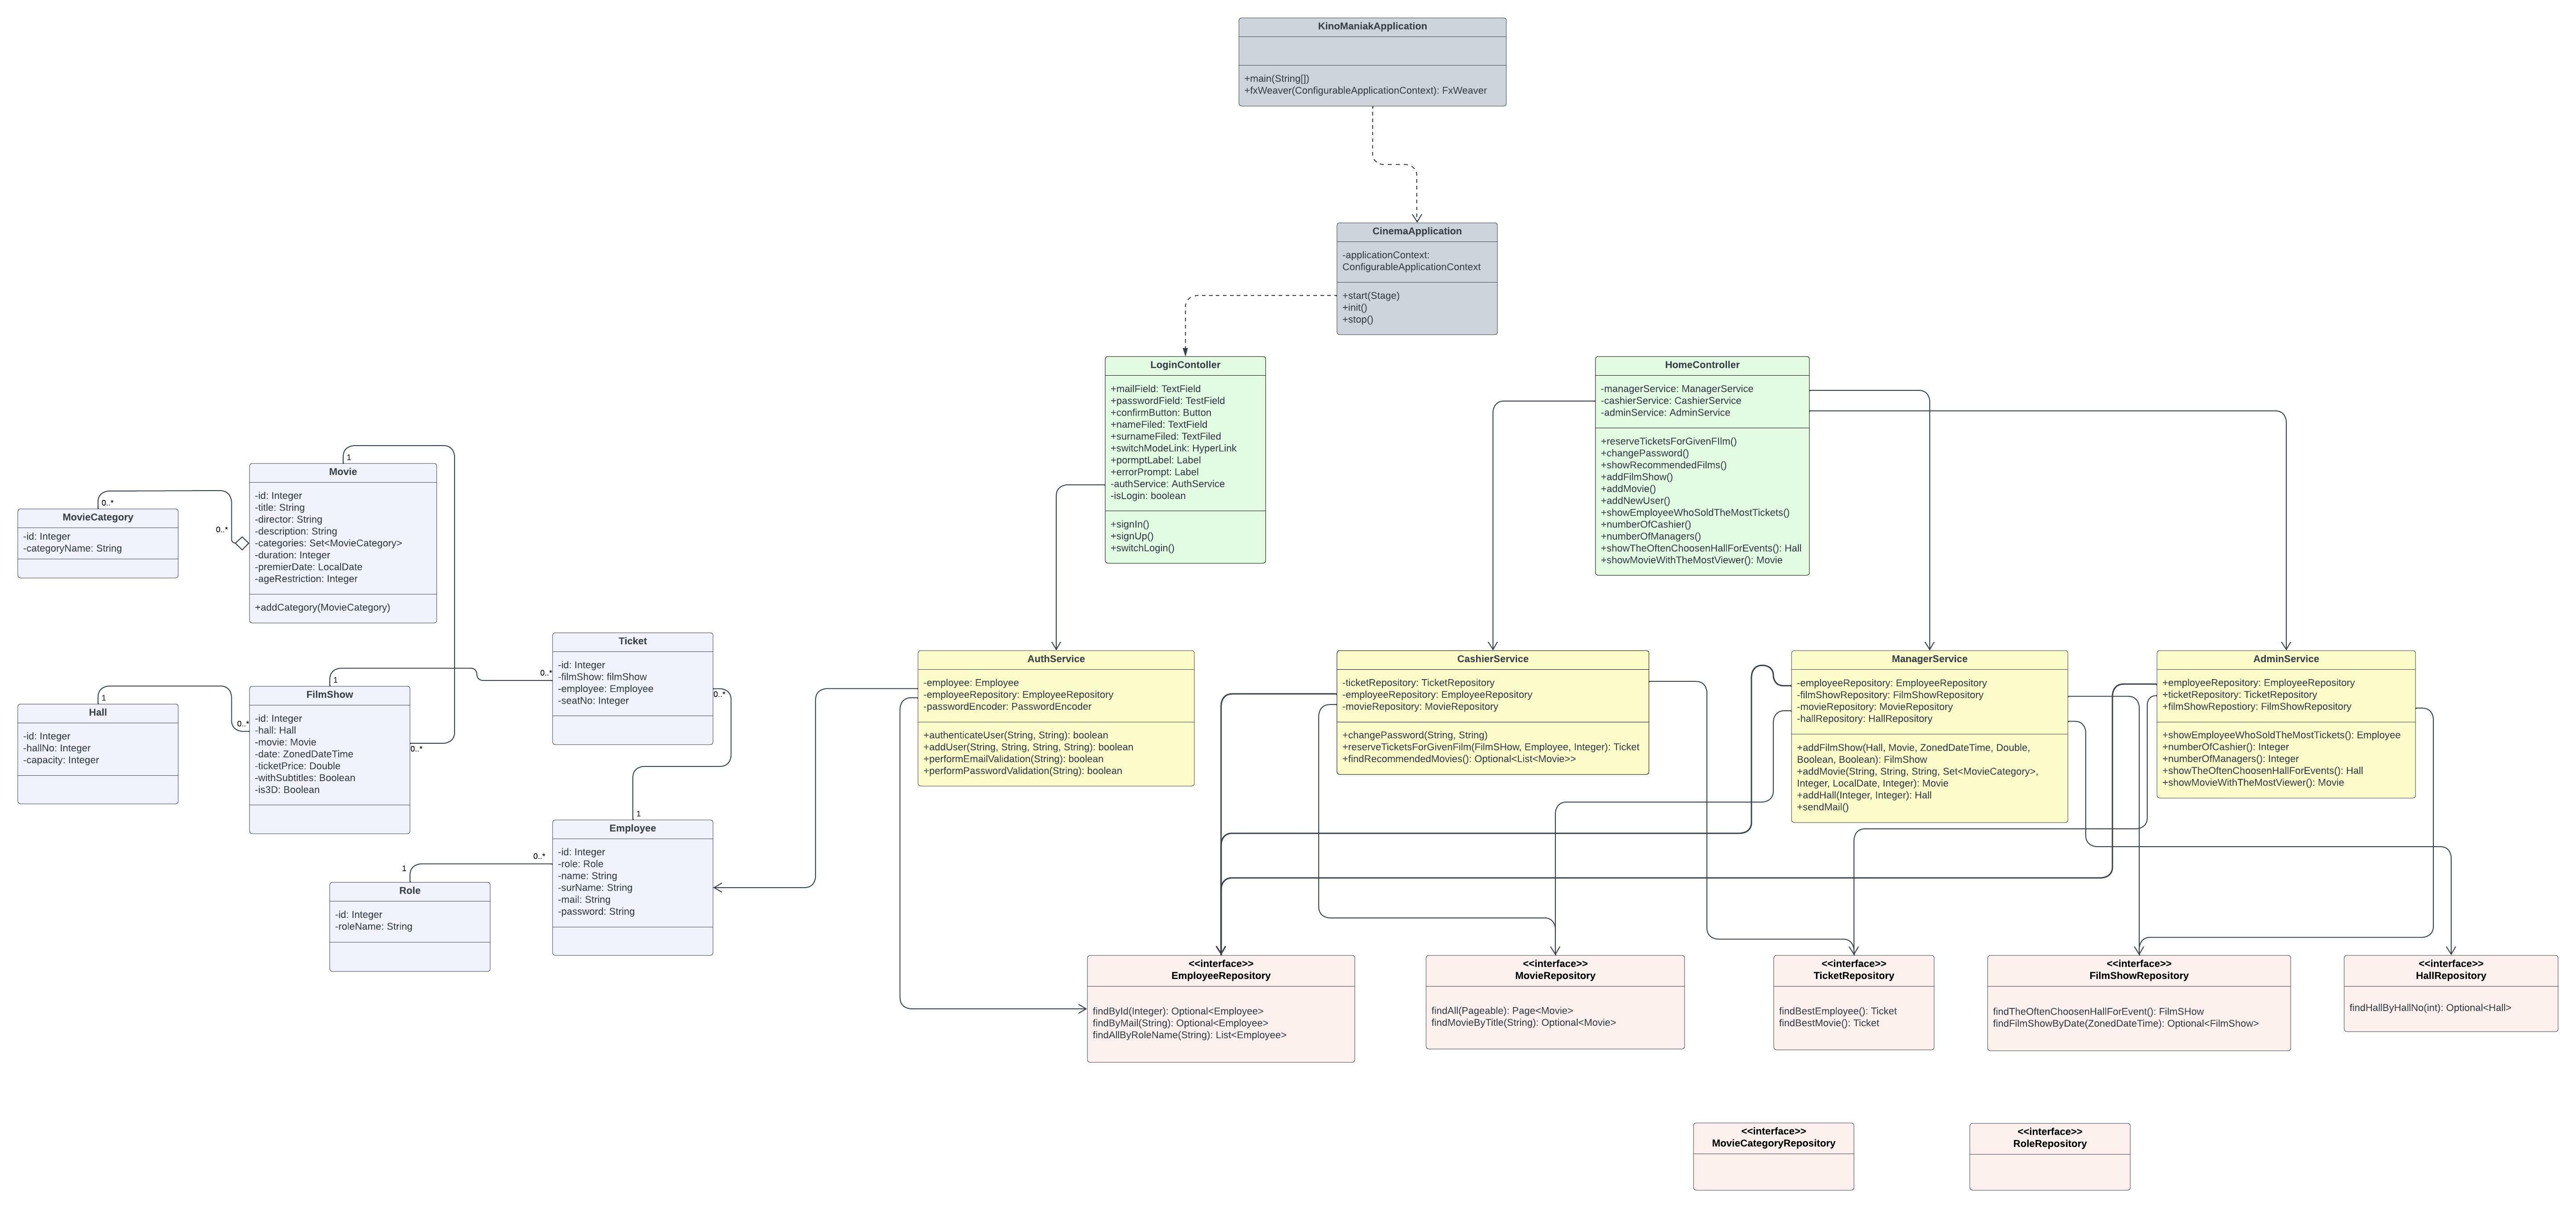 KinoManiakApplication
+main(String[])
+fxWeaver(ConfigurableApplicationContext): FxWeaver
CinemaApplication
-applicationContext:
ConfigurableApplicationContext
+start(Stage)
+init()
+stop()
LoginContoller
+mailField: TextField
+passwordField: TestField
+confirmButton: Button
+nameFiled: TextField
+surnameFiled: TextFiled
+switchModeLink: HyperLink
+pormptLabel: Label
+errorPrompt: Label
-authService: AuthService
-isLogin: boolean
+signIn()
+signUp()
+switchLogin()
HomeController
-managerService: ManagerService
-cashierService: CashierService
-adminService: AdminService
+reserveTicketsForGivenFIlm()
+changePassword()
+showRecommendedFilms()
+addFilmShow()
+addMovie()
+addNewUser()
+showEmployeeWhoSoldTheMostTickets()
+numberOfCashier()
+numberOfManagers()
+showTheOftenChoosenHallForEvents(): Hall
+showMovieWithTheMostViewer(): Movie
1
Movie
-id: Integer
-title: String
-director: String
-description: String
-categories: Set<MovieCategory>
-duration: Integer
-premierDate: LocalDate
-ageRestriction: Integer
+addCategory(MovieCategory)
0..*
0..*
MovieCategory
-id: Integer
-categoryName: String
Ticket
-id: Integer
-filmShow: filmShow
-employee: Employee
-seatNo: Integer
0..*
0..*
1
1
0..*
0..*
Hall
-id: Integer
-hallNo: Integer
-capacity: Integer
FilmShow
-id: Integer
-hall: Hall
-movie: Movie
-date: ZonedDateTime
-ticketPrice: Double
-withSubtitles: Boolean
-is3D: Boolean
1
Employee
-id: Integer
-role: Role
-name: String
-surName: String
-mail: String
-password: String
0..*
1
Role
-id: Integer
-roleName: String
AuthService
-employee: Employee
-employeeRepository: EmployeeRepository
-passwordEncoder: PasswordEncoder
+authenticateUser(String, String): boolean
+addUser(String, String, String, String): boolean
+performEmailValidation(String): boolean
+performPasswordValidation(String): boolean
CashierService
-ticketRepository: TicketRepository
-employeeRepository: EmployeeRepository
-movieRepository: MovieRepository
+changePassword(String, String)
+reserveTicketsForGivenFilm(FilmSHow, Employee, Integer): Ticket
+findRecommendedMovies(): Optional<List<Movie>>
ManagerService
-employeeRepository: EmployeeRepository
-filmShowRepository: FilmShowRepository
-movieRepository: MovieRepository
-hallRepository: HallRepository
+addFilmShow(Hall, Movie, ZonedDateTime, Double,
Boolean, Boolean): FilmShow
+addMovie(String, String, String, Set<MovieCategory>,
Integer, LocalDate, Integer): Movie
+addHall(Integer, Integer): Hall
+sendMail()
AdminService
+employeeRepository: EmployeeRepository
+ticketRepository: TicketRepository
+filmShowRepostiory: FilmShowRepository
+showEmployeeWhoSoldTheMostTickets(): Employee
+numberOfCashier(): Integer
+numberOfManagers(): Integer
+showTheOftenChoosenHallForEvents(): Hall
+showMovieWithTheMostViewer(): Movie
<<interface>>
EmployeeRepository
findById(Integer): Optional<Employee>
findByMail(String): Optional<Employee>
findAllByRoleName(String): List<Employee>
<<interface>>
MovieRepository
findAll(Pageable): Page<Movie>
findMovieByTitle(String): Optional<Movie>
<<interface>>
TicketRepository
findBestEmployee(): Ticket
findBestMovie(): Ticket
<<interface>>
FilmShowRepository
findTheOftenChoosenHallForEvent(): FilmSHow
findFilmShowByDate(ZonedDateTime): Optional<FilmShow>
<<interface>>
HallRepository
findHallByHallNo(int): Optional<Hall>
<<interface>>
MovieCategoryRepository
<<interface>>
RoleRepository